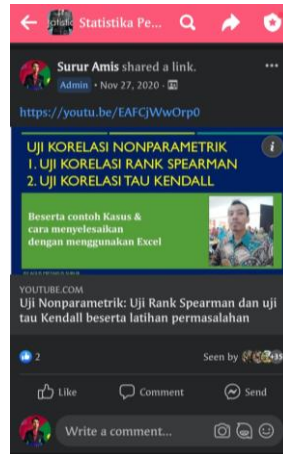 Statistika Pe...
Surur Amis shared a link.
Admin • Nov 27, 2020 •
https://youtu.be/EAFCjWwOrp0
UJI KORELASI NONPARAMETRIK
1. UJI KORELASI RANK SPEARMAN
2. UJI KORELASI TAU KENDALL
Beserta contoh Kasus &
cara menyelesaikan
dengan menggunakan Excel
YOUTUBE.COM
Uji Nonparametrik: Uji Rank Spearman dan uji
tau Kendall beserta latihan permasalahan
2
Seen by
+35
Like
Comment
Send
Write a comment...